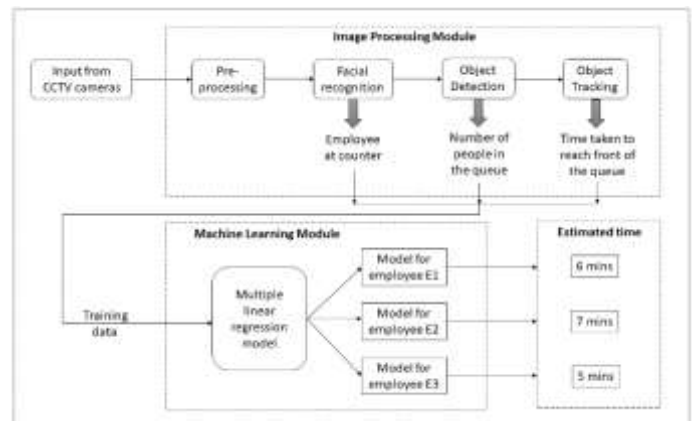 Image Processing Module
Input from
CCTV cameras
Pre-
processing
Facial
recognition
Object
Detection
Object
Tracking
Employee
at counter
Number of
people in
the queue
Time taken to
reach front of
the queue
Machine Learning Module
Estimated time
Training
data
Multiple
linear
regression
model
Model for
employee E1
Model for
employee E2
Model for
employee E3
6 mins
7 mins
5 mins